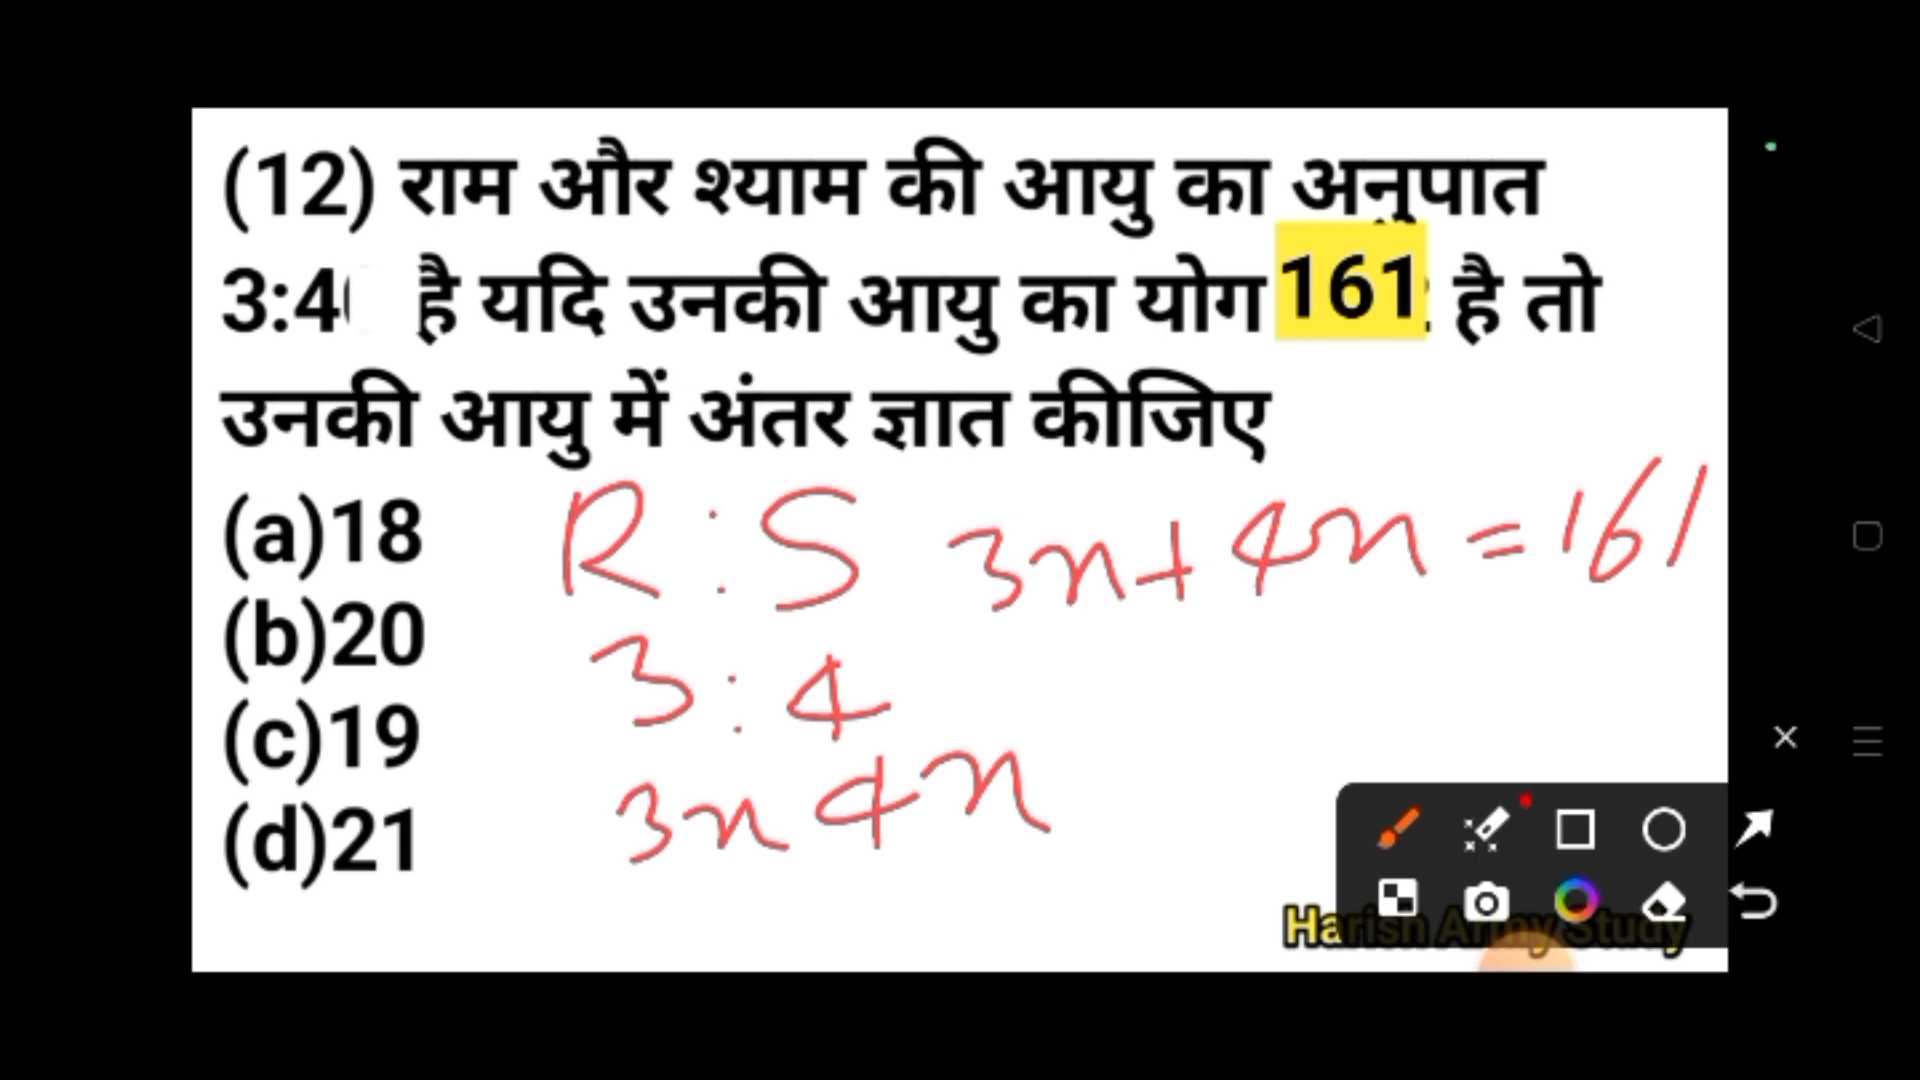 (12) राम और श्याम की आयु का अनुपात
3:4 है यदि उनकी आयु का योग 161 है तो
उनकी आयु में अंतर ज्ञात कीजिए
(a)18
(b)20
(c)19
(d)21
R : S 3x+4x=161
3 : 4
3x 4x
Harish Army Study